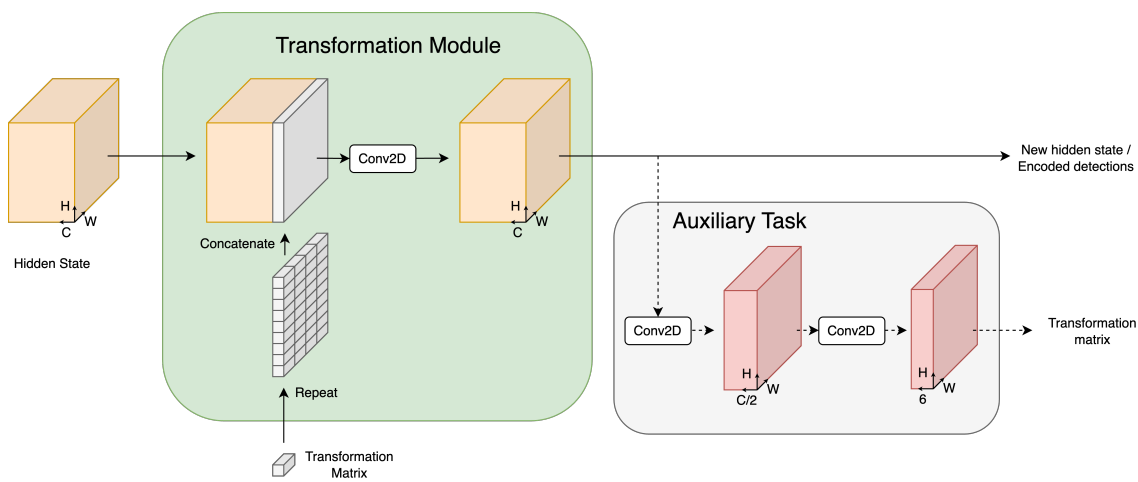 Transformation Module
Conv2D
H
W
C
Hidden State
Concatenate
H
W
C
New hidden state /
Encoded detections
Auxiliary Task
Conv2D
Conv2D
H
W
C/2
H
W
6
Transformation
matrix
Repeat
Transformation
Matrix